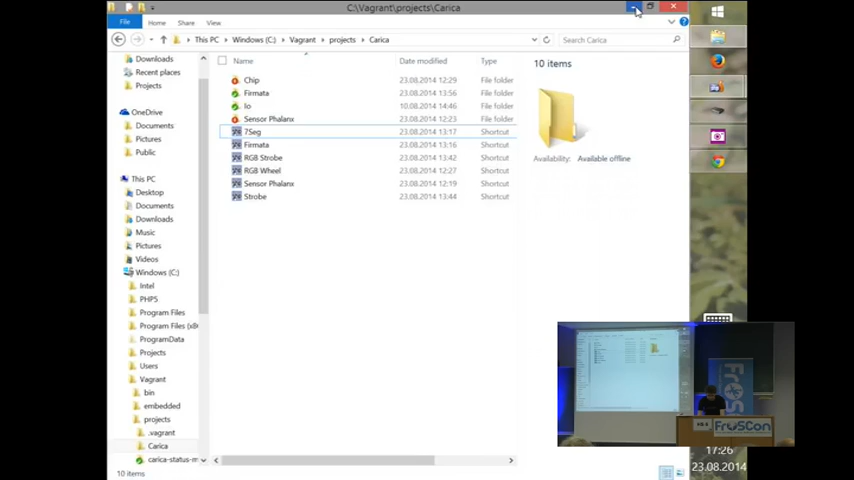 C:\Vagrant\projects\Carica
File Home Share View
This PC Windows (C:) Vagrant projects Carica
Search Carica
Name Date modified Type
Chip 23.08.2014 12:29 File folder
Firmata 23.08.2014 13:56 File folder
Io 10.08.2014 14:46 File folder
Sensor Phalanx 23.08.2014 12:23 File folder
7Seg 23.08.2014 13:17 Shortcut
Firmata 23.08.2014 13:16 Shortcut
RGB Strobe 23.08.2014 13:42 Shortcut
RGB Wheel 23.08.2014 12:27 Shortcut
Sensor Phalanx 23.08.2014 12:19 Shortcut
Strobe 23.08.2014 13:44 Shortcut
Downloads
Recent places
Projects
OneDrive
Documents
Pictures
Public
This PC
Desktop
Documents
Downloads
Music
Pictures
Videos
Windows (C:)
Intel
PHP5
Program Files
Program Files (x8
ProgramData
Projects
Users
Vagrant
bin
embedded
projects
.vagrant
Carica
carica-status-m
10 items
10 items
Availability: Available offline
FrOSCon
17:26
23.08.2014